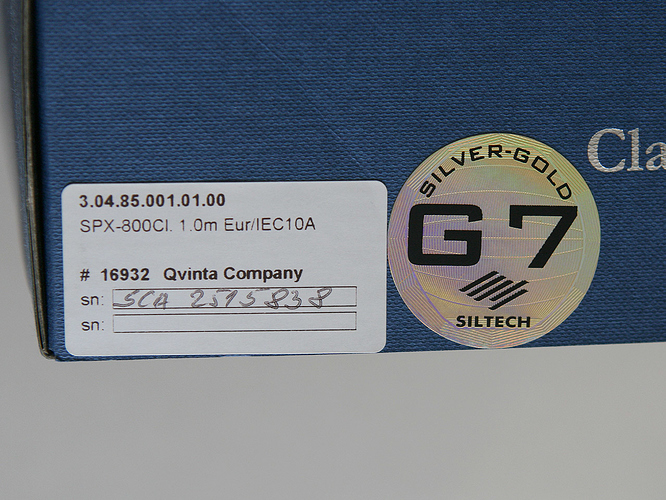 3.04.85.001.01.00
SPX-800Cl. 1.0m Eur/IEC10A
# 16932 Qvinta Company
sn: SCA 2515838
sn:
SILVER-GOLD
G7
SILTECH
Cla